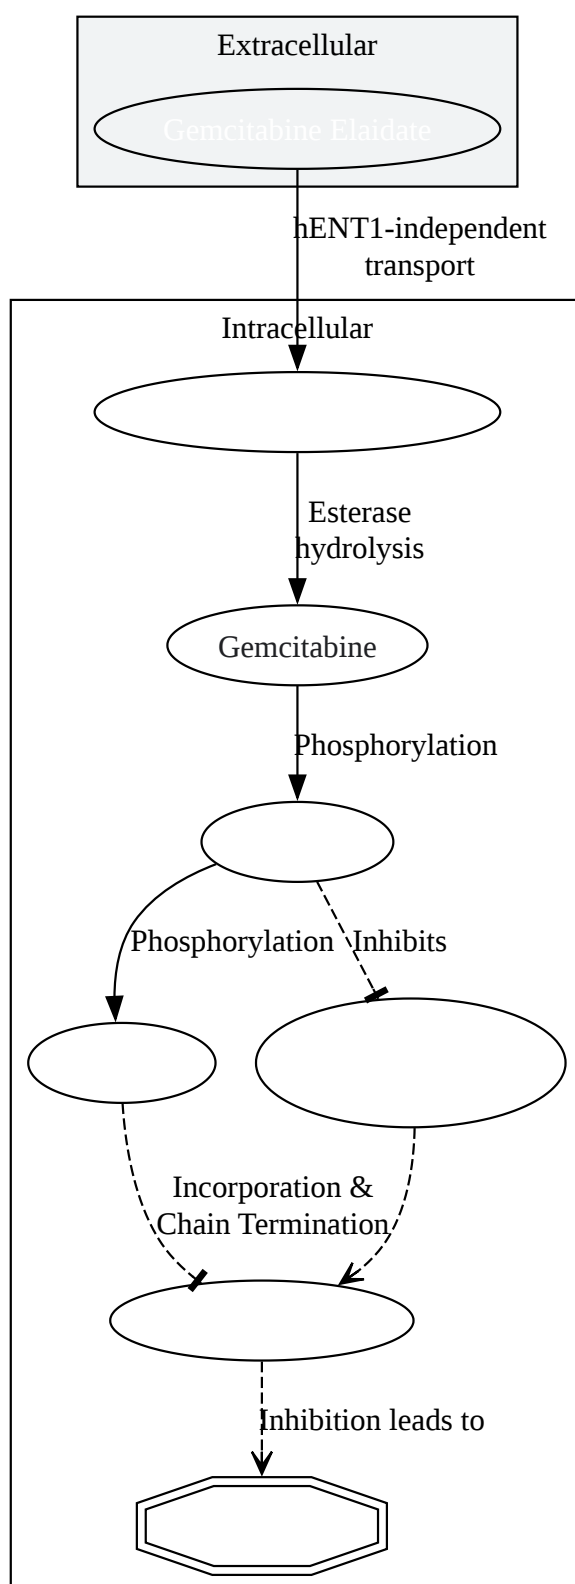 Extracellular
Gemcitabine Elaidate
hENT1-independent
transport
Intracellular
Esterase
hydrolysis
Gemcitabine
Phosphorylation
Phosphorylation
Inhibits
Incorporation &
Chain Termination
Inhibition leads to